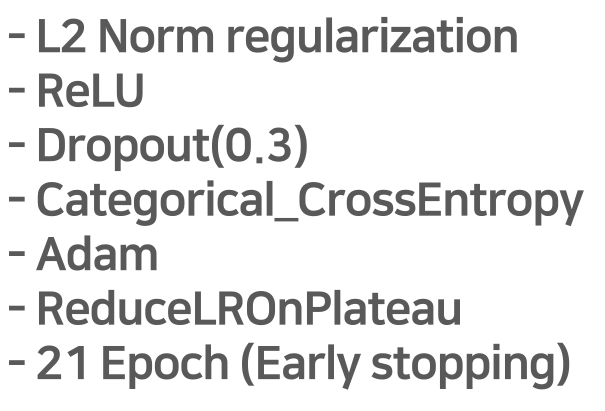 - L2 Norm regularization
- ReLU
- Dropout(0.3)
- Categorical_CrossEntropy
- Adam
- ReduceLROnPlateau
- 21 Epoch (Early stopping)